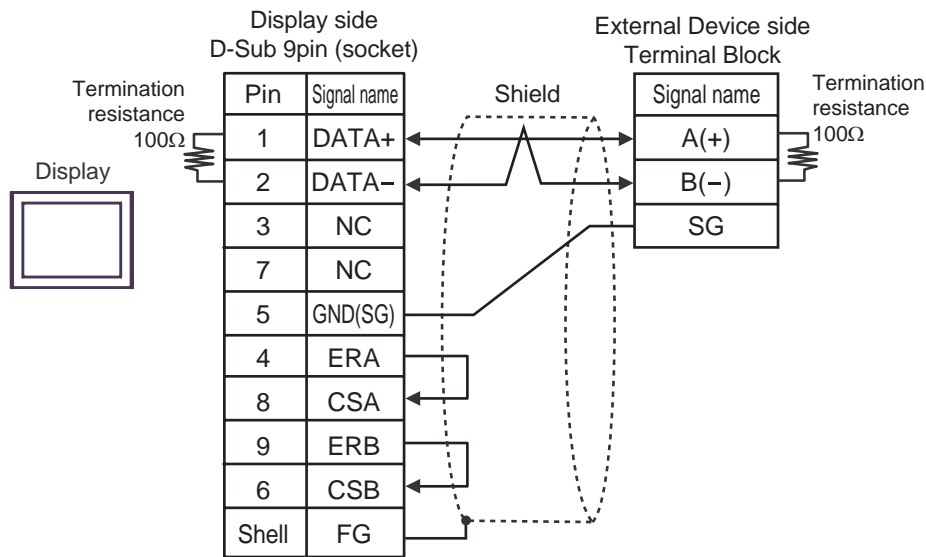 Display side
D-Sub 9pin (socket)
External Device side
Terminal Block
Termination
resistance
100Ω
Display
Pin Signal name
1 DATA+
2 DATA−
3 NC
7 NC
5 GND(SG)
4 ERA
8 CSA
9 ERB
6 CSB
Shell FG
Shield
Signal name
A(+)
B(−)
SG
Termination
resistance
100Ω